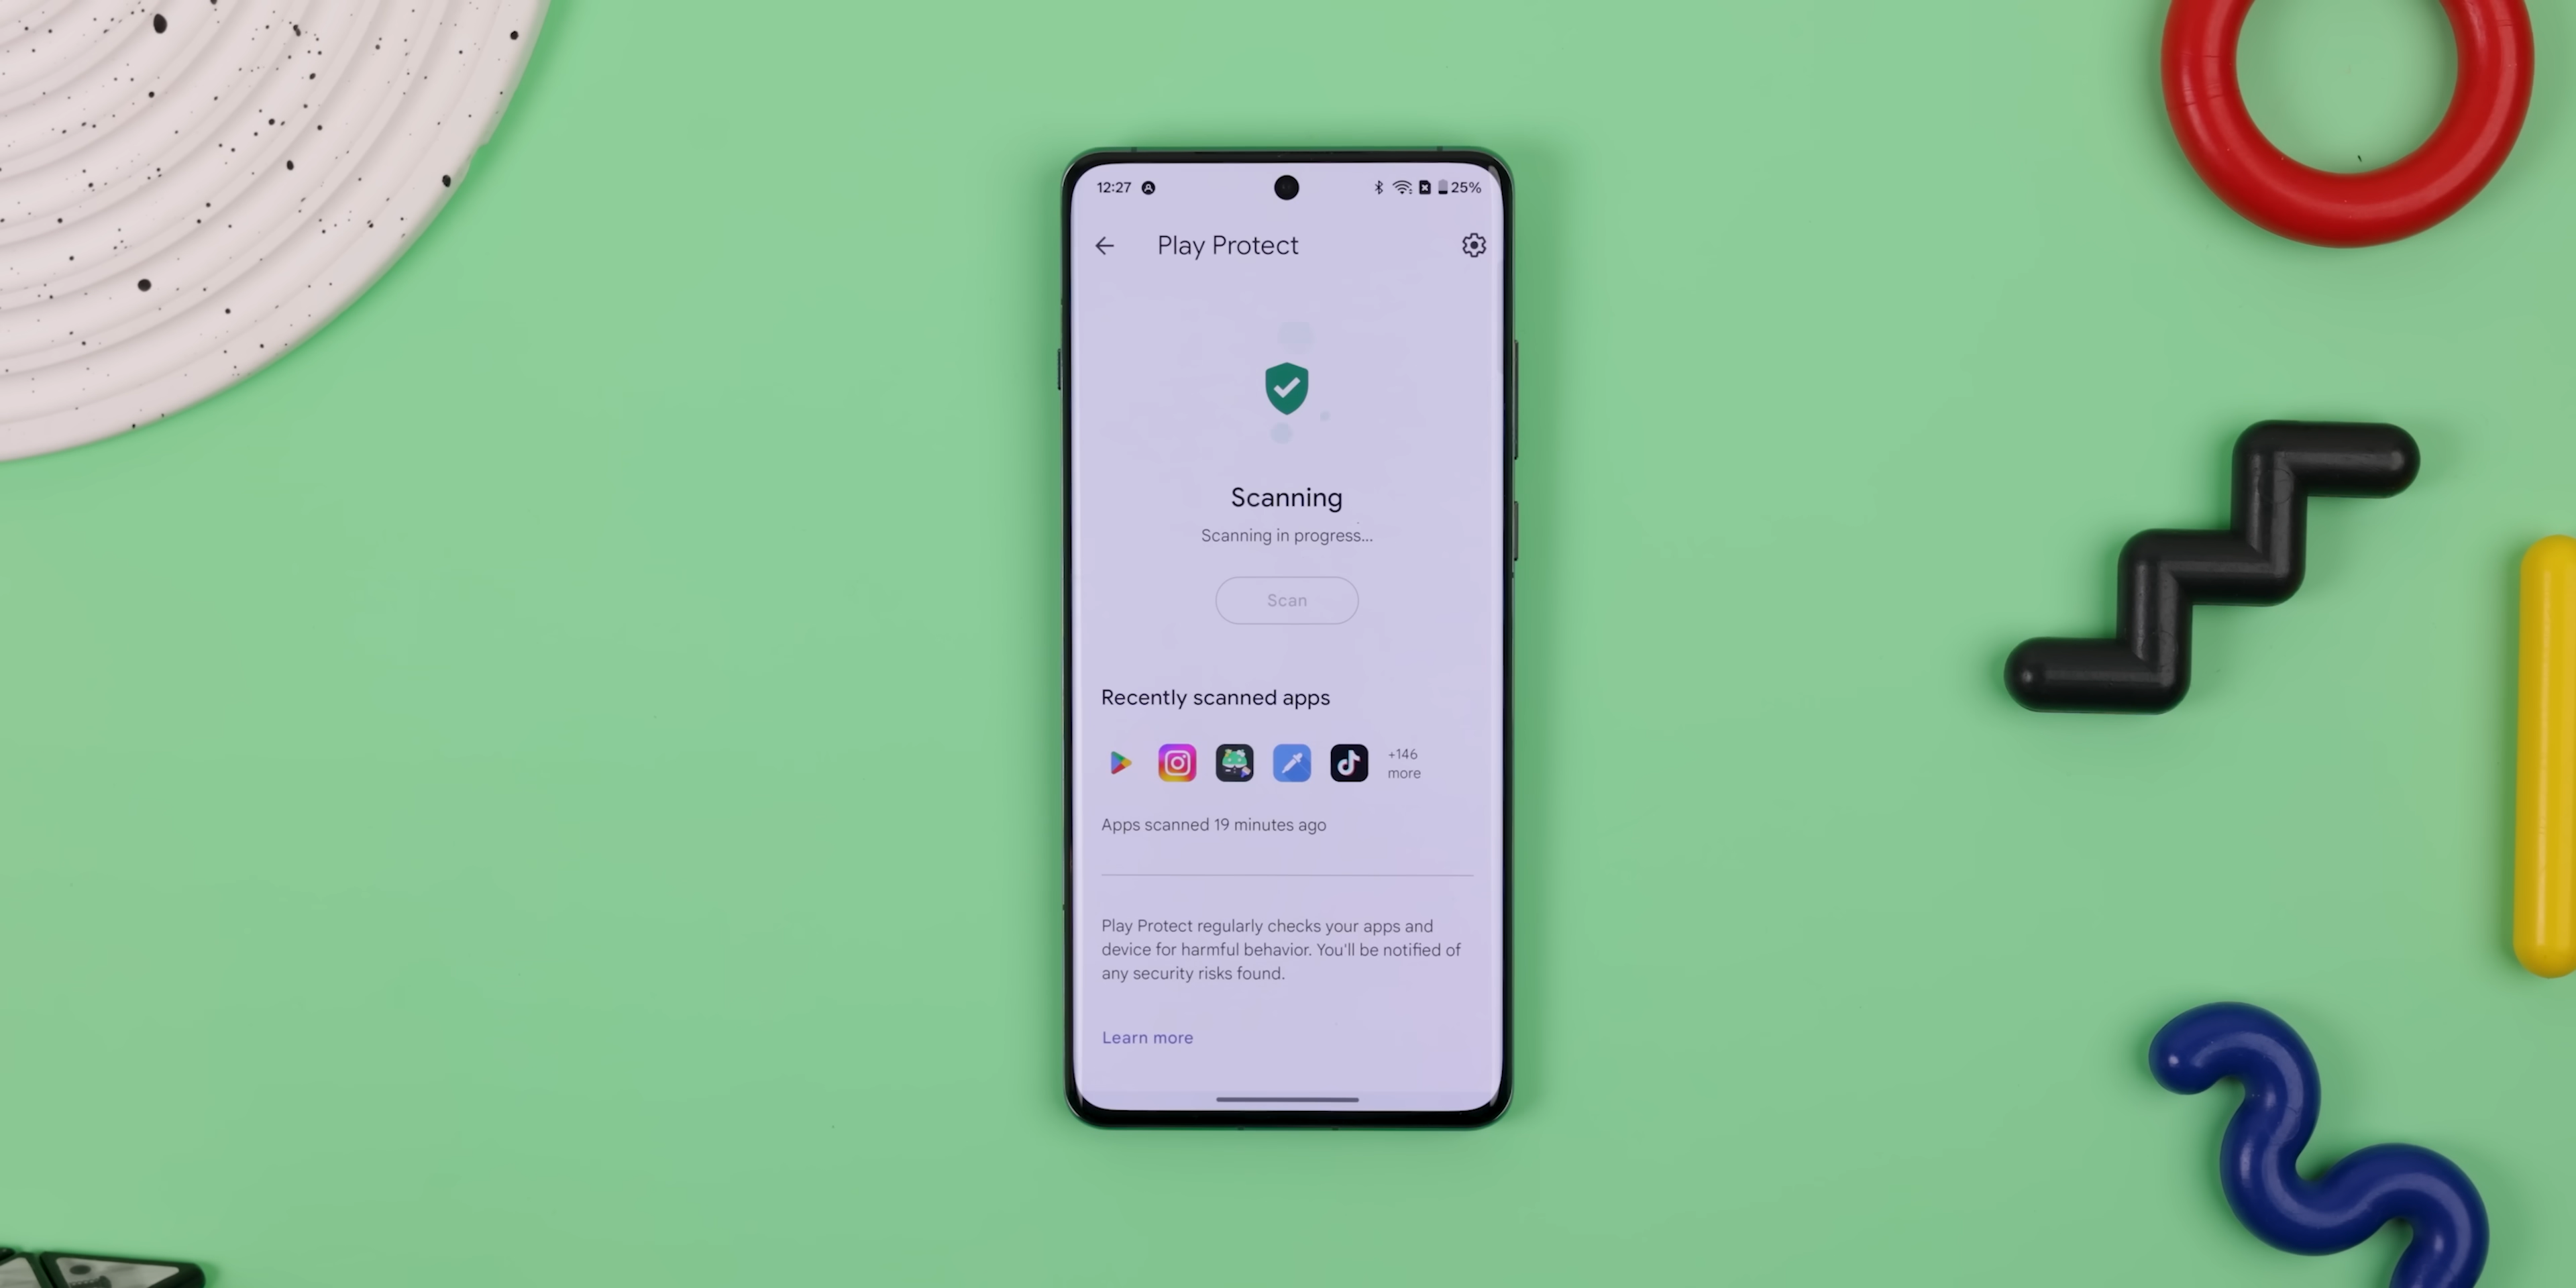 12:27
25%
Play Protect
Scanning
Scanning in progress...
Scan
Recently scanned apps
+146
more
Apps scanned 19 minutes ago
Play Protect regularly checks your apps and
device for harmful behavior. You'll be notified of
any security risks found.
Learn more